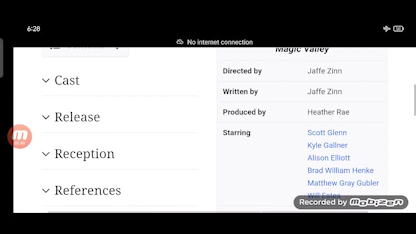 6:28
No internet connection
Magic Valley
Cast
Release
Reception
References
Directed by Jaffe Zinn
Written by Jaffe Zinn
Produced by Heather Rae
Starring Scott Glenn
Kyle Gallner
Alison Elliott
Brad William Henke
Matthew Gray Gubler
Recorded by Mobizen